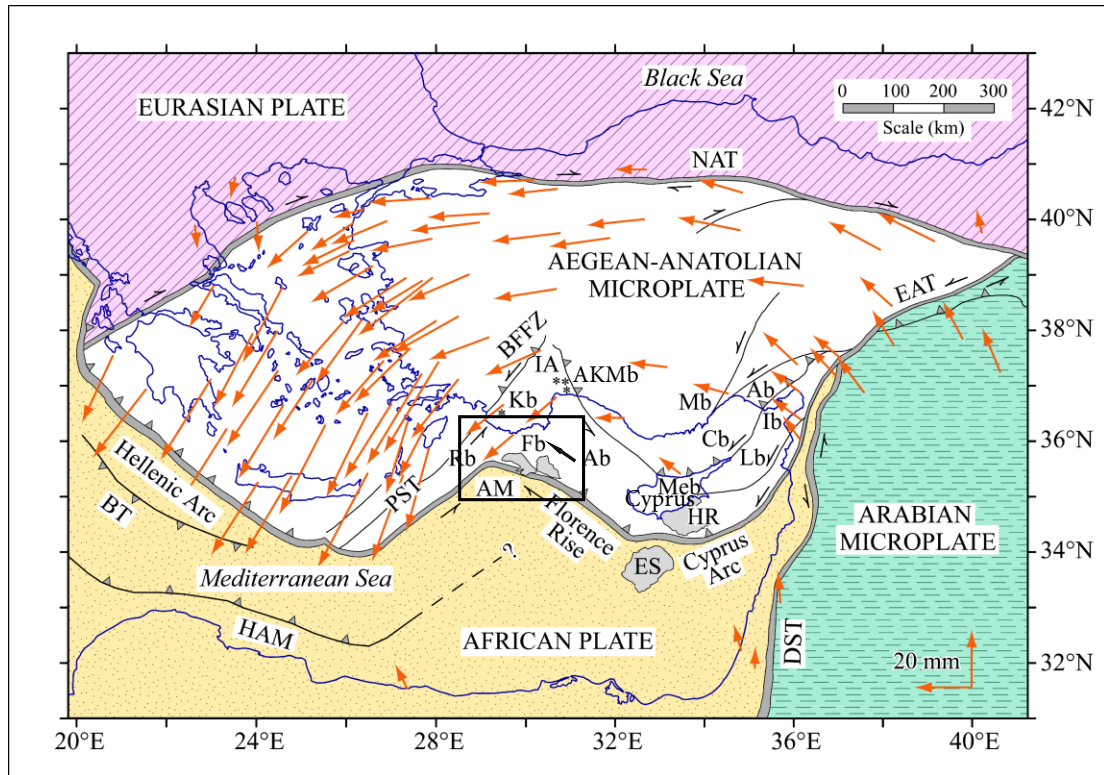 Black Sea
EURASIAN PLATE
0 100 200 300
Scale (km)
42°N
NAT
40°N
AEGEAN-ANATOLIAN
MICROPLATE
EAT
38°N
BFFZ
IA
**
*
AKMb
Kb
*
Mb
Ab
Ib
Cb
Lb
36°N
Rb
Fb
Ab
Hellenic Arc
BT
PST
AM
Florence
Rise
Meb
Cyprus
HR
Cyprus
Arc
ES
ARABIAN
MICROPLATE
34°N
Mediterranean Sea
?
HAM
AFRICAN PLATE
DST
20 mm
32°N
20°E 24°E 28°E 32°E 36°E 40°E